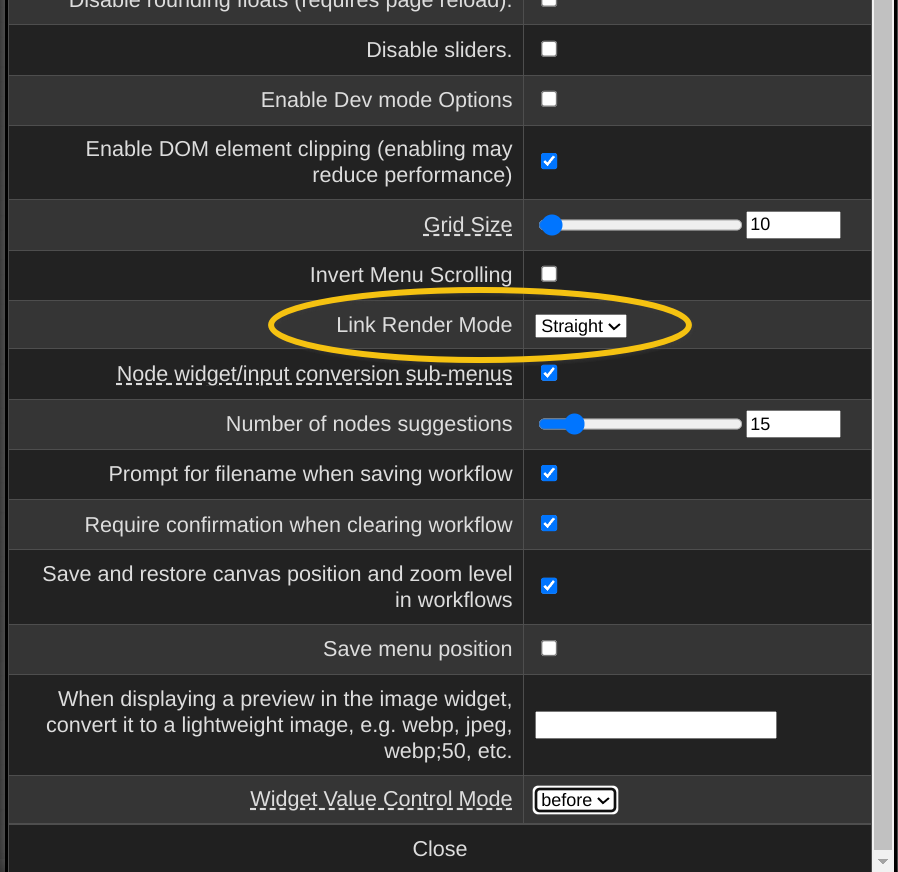 Disable rounding floats (requires page reload).
Disable sliders.
Enable Dev mode Options
Enable DOM element clipping (enabling may
reduce performance)
Grid Size 10
Invert Menu Scrolling
Link Render Mode Straight
Node widget/input conversion sub-menus
Number of nodes suggestions 15
Prompt for filename when saving workflow
Require confirmation when clearing workflow
Save and restore canvas position and zoom level
in workflows
Save menu position
When displaying a preview in the image widget,
convert it to a lightweight image, e.g. webp, jpeg,
webp;50, etc.
Widget Value Control Mode before
Close